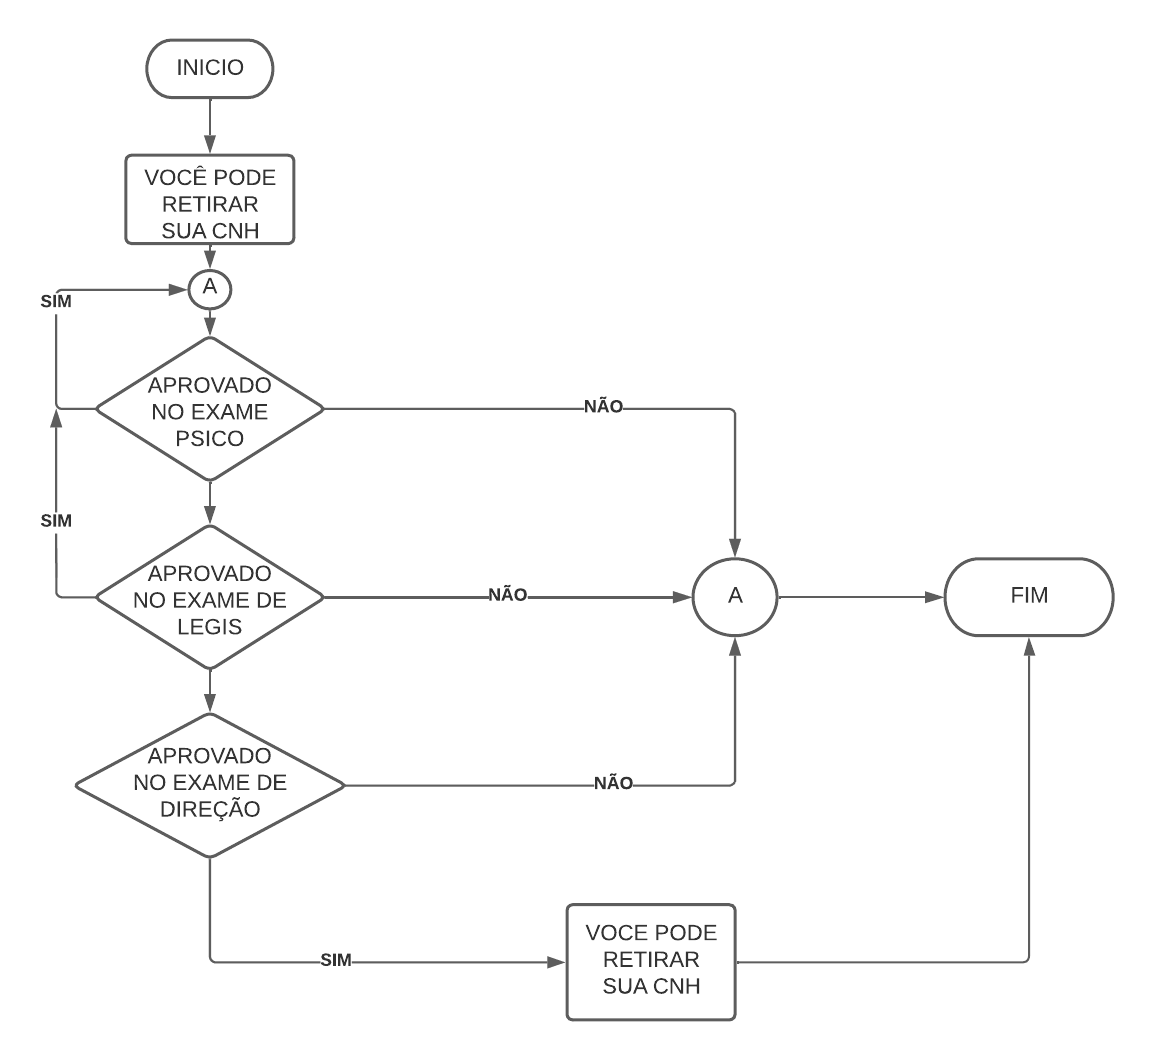 INICIO
VOCÊ PODE
RETIRAR
SUA CNH
A
SIM
APROVADO
NO EXAME
PSICO
NÃO
SIM
APROVADO
NO EXAME DE
LEGIS
NÃO
A
FIM
APROVADO
NO EXAME DE
DIREÇÃO
NÃO
SIM
VOCE PODE
RETIRAR
SUA CNH